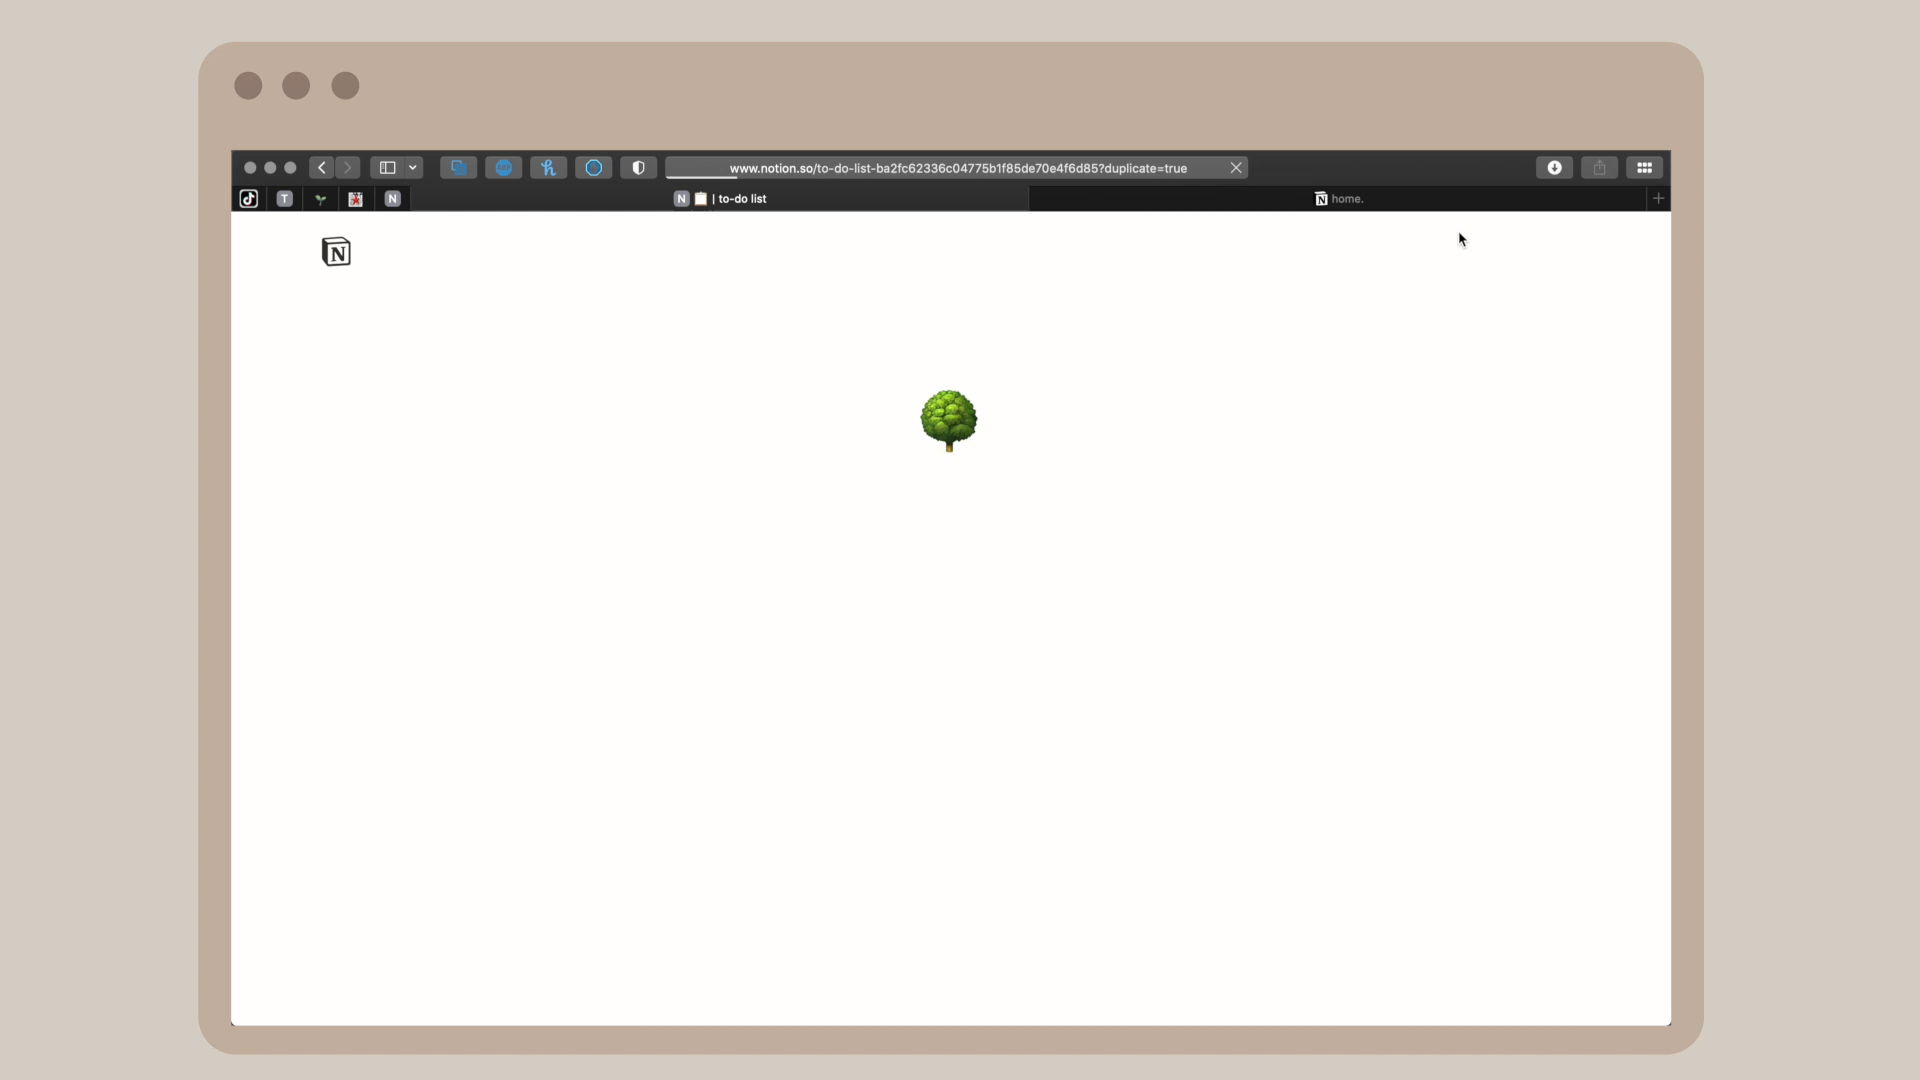 www.notion.so/to-do-list-ba2fc62336c04775b1f85de70e4f6d85?duplicate=true
T
N
N | to-do list
N home.
N